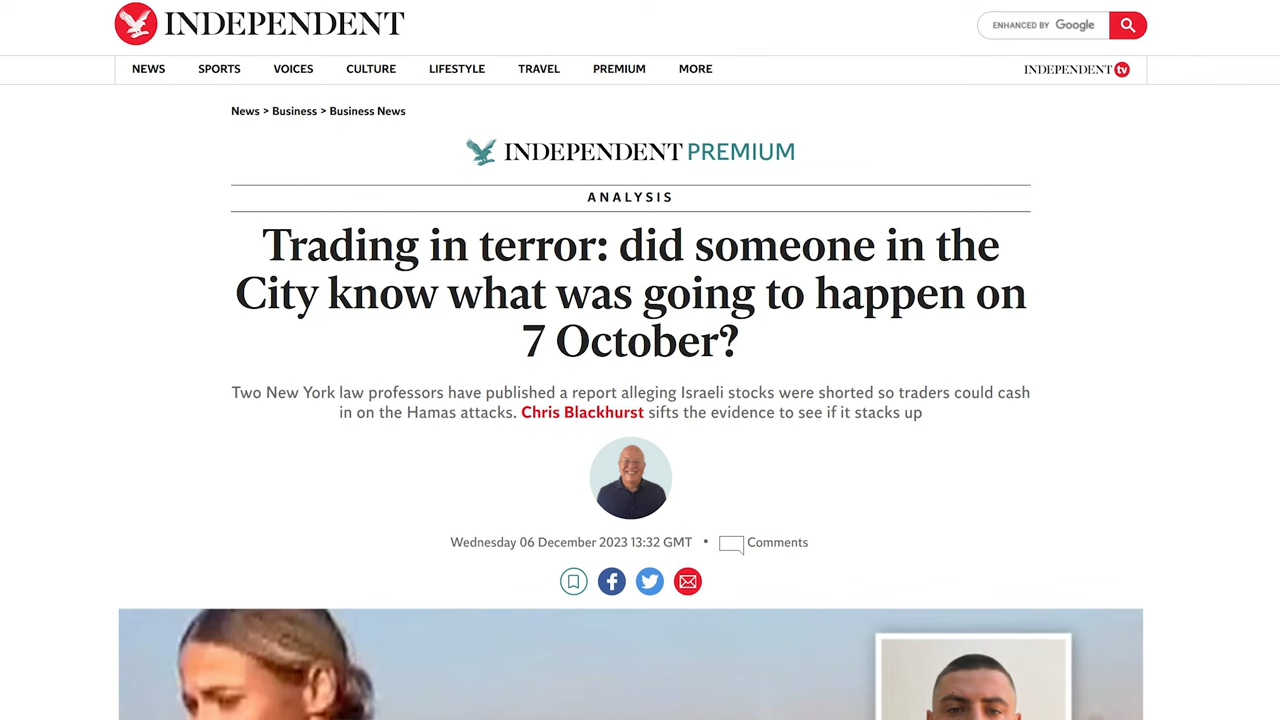 INDEPENDENT
ENHANCED BY Google
NEWS SPORTS VOICES CULTURE LIFESTYLE TRAVEL PREMIUM MORE INDEPENDENT tv
News > Business > Business News
INDEPENDENT PREMIUM
ANALYSIS
Trading in terror: did someone in the
City know what was going to happen on
7 October?
Two New York law professors have published a report alleging Israeli stocks were shorted so traders could cash
in on the Hamas attacks. Chris Blackhurst sifts the evidence to see if it stacks up
Wednesday 06 December 2023 13:32 GMT • Comments